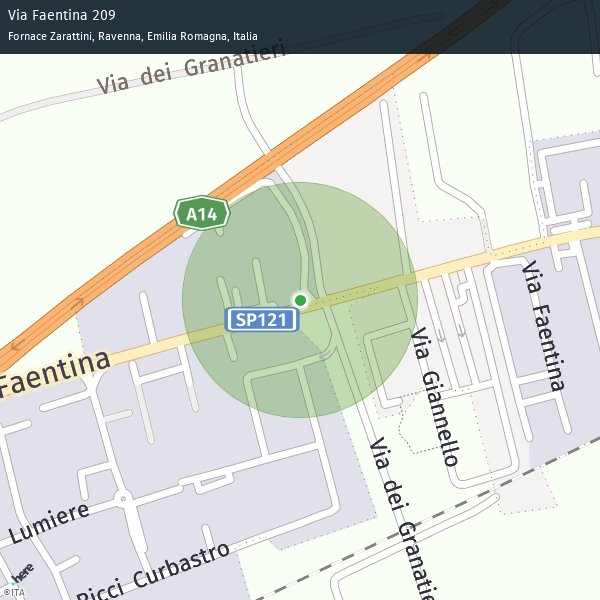 Via Faentina 209
Fornace Zarattini, Ravenna, Emilia Romagna, Italia
Via dei Granatieri
A14
SP121
Faentina
Via Faentina
Via Giannello
Via dei Granatie
Lumiere
Ricci Curbastro
here
©ITA